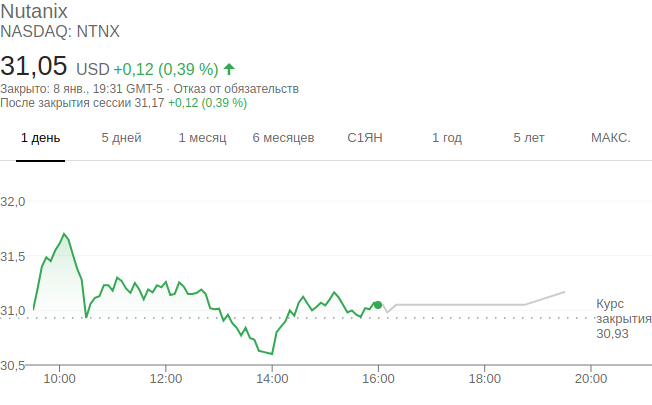 Nutanix
NASDAQ: NTNX
31,05 USD +0,12 (0,39 %)
Закрыто: 8 янв., 19:31 GMT-5 · Отказ от обязательств
После закрытия сессии 31,17 +0,12 (0,39 %)
1 день 5 дней 1 месяц 6 месяцев С1ЯН 1 год 5 лет МАКС.
32,0
31,5
31,0
Курс
закрытия
30,93
30,5
10:00 12:00 14:00 16:00 18:00 20:00